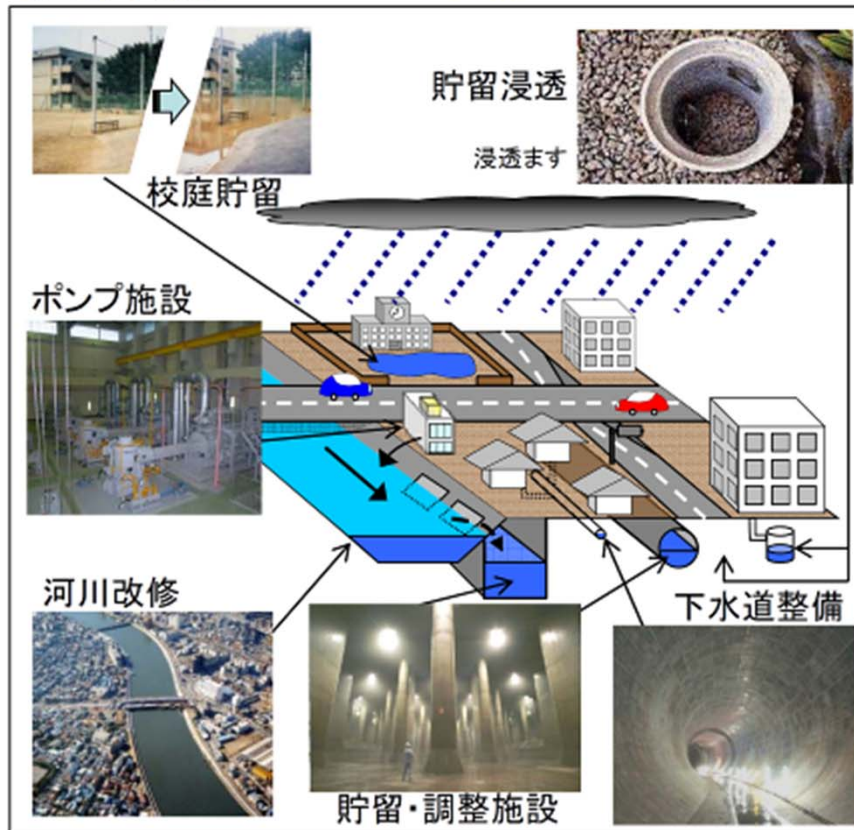 校庭貯留
貯留浸透
浸透ます
ポンプ施設
河川改修
下水道整備
貯留・調整施設